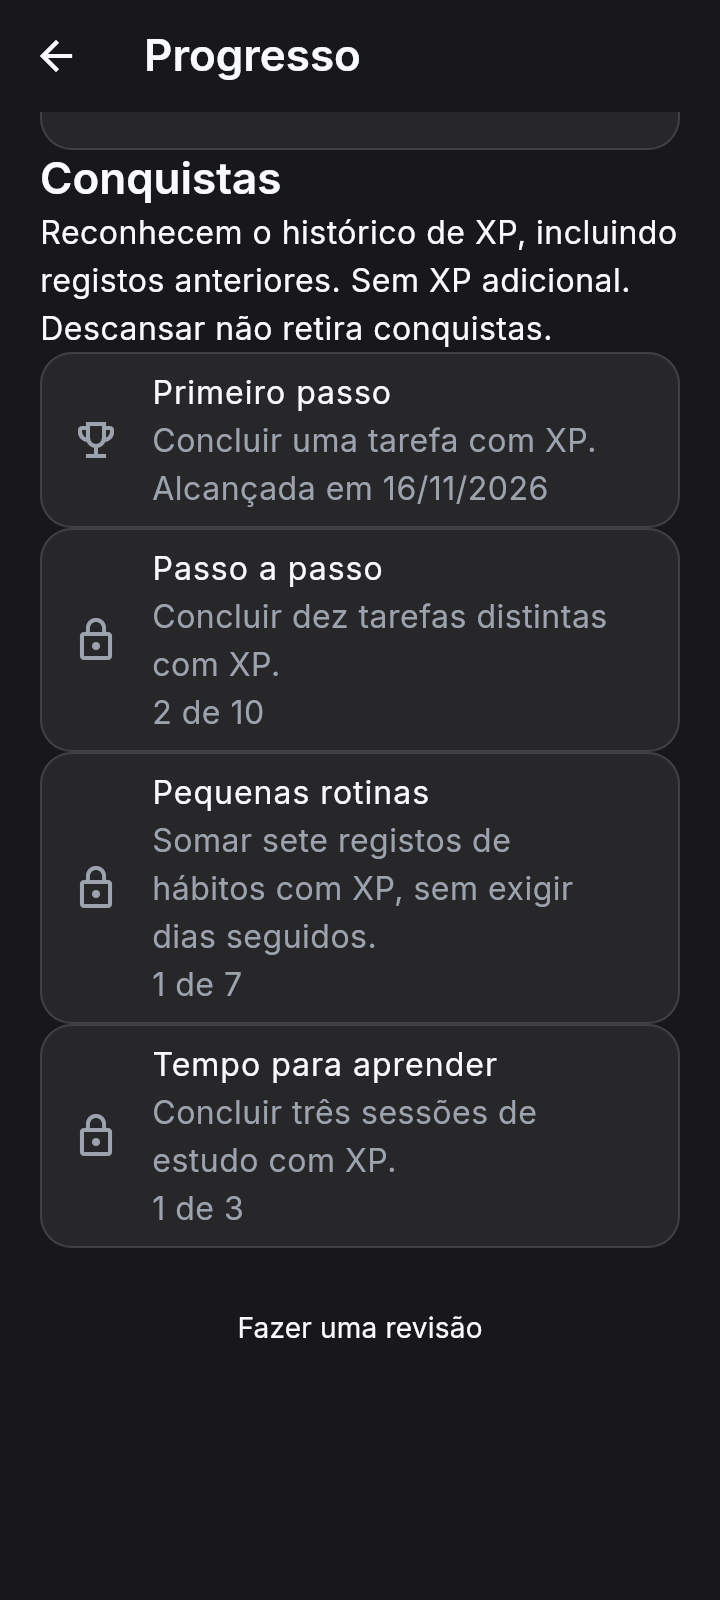 Progresso
Conquistas
Reconhecem o histórico de XP, incluindo
registos anteriores. Sem XP adicional.
Descansar não retira conquistas.
Primeiro passo
Concluir uma tarefa com XP.
Alcançada em 16/11/2026
Passo a passo
Concluir dez tarefas distintas
com XP.
2 de 10
Pequenas rotinas
Somar sete registos de
hábitos com XP, sem exigir
dias seguidos.
1 de 7
Tempo para aprender
Concluir três sessões de
estudo com XP.
1 de 3
Fazer uma revisão